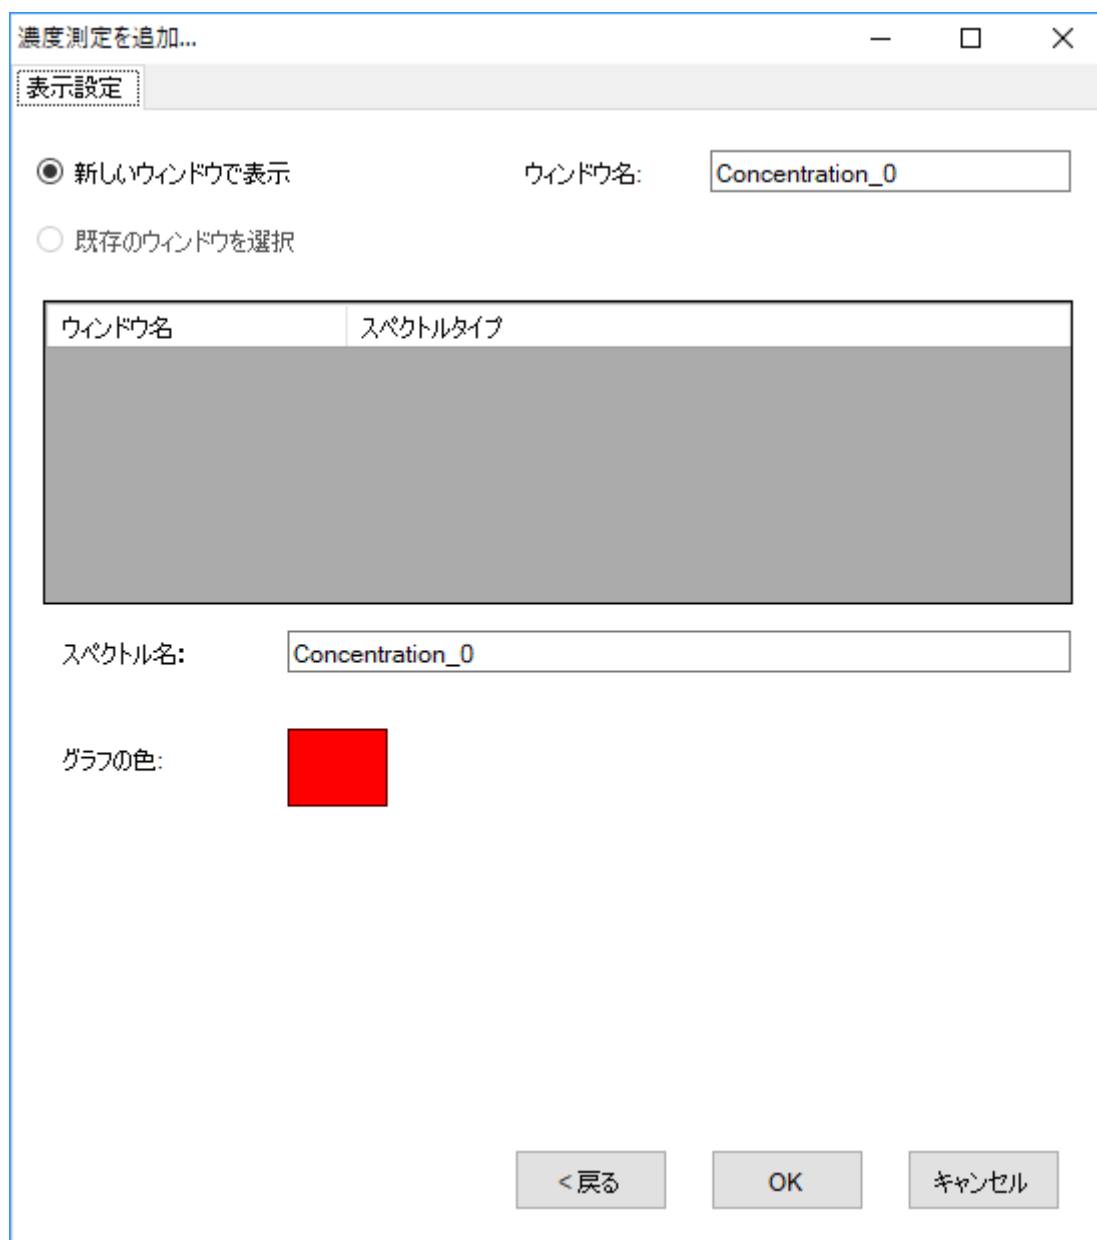 濃度測定を追加...
表示設定
新しいウィンドウで表示 ウィンドウ名: Concentration_0
既存のウィンドウを選択
ウィンドウ名 スペクトルタイプ
スペクトル名: Concentration_0
グラフの色:
<戻る OK キャンセル